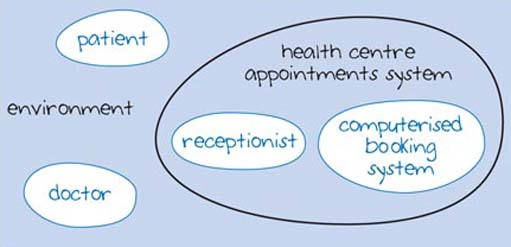 patient
health centre
appointments system
environment
receptionist
computerised
booking
system
doctor